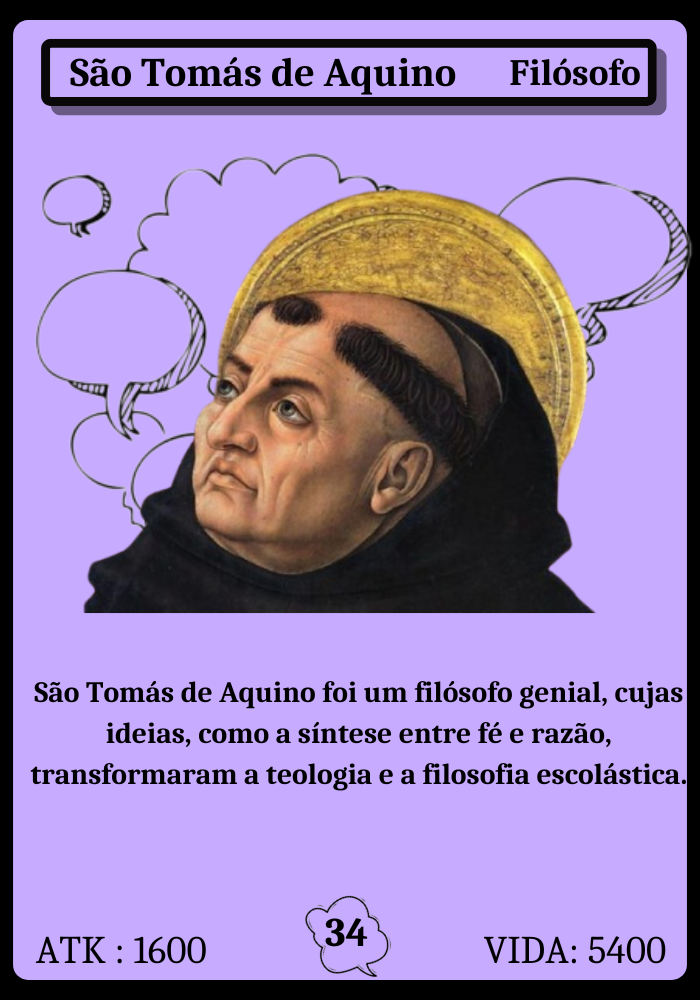 São Tomás de Aquino Filósofo
São Tomás de Aquino foi um filósofo genial, cujas
ideias, como a síntese entre fé e razão,
transformaram a teologia e a filosofia escolástica.
ATK : 1600 34 VIDA: 5400